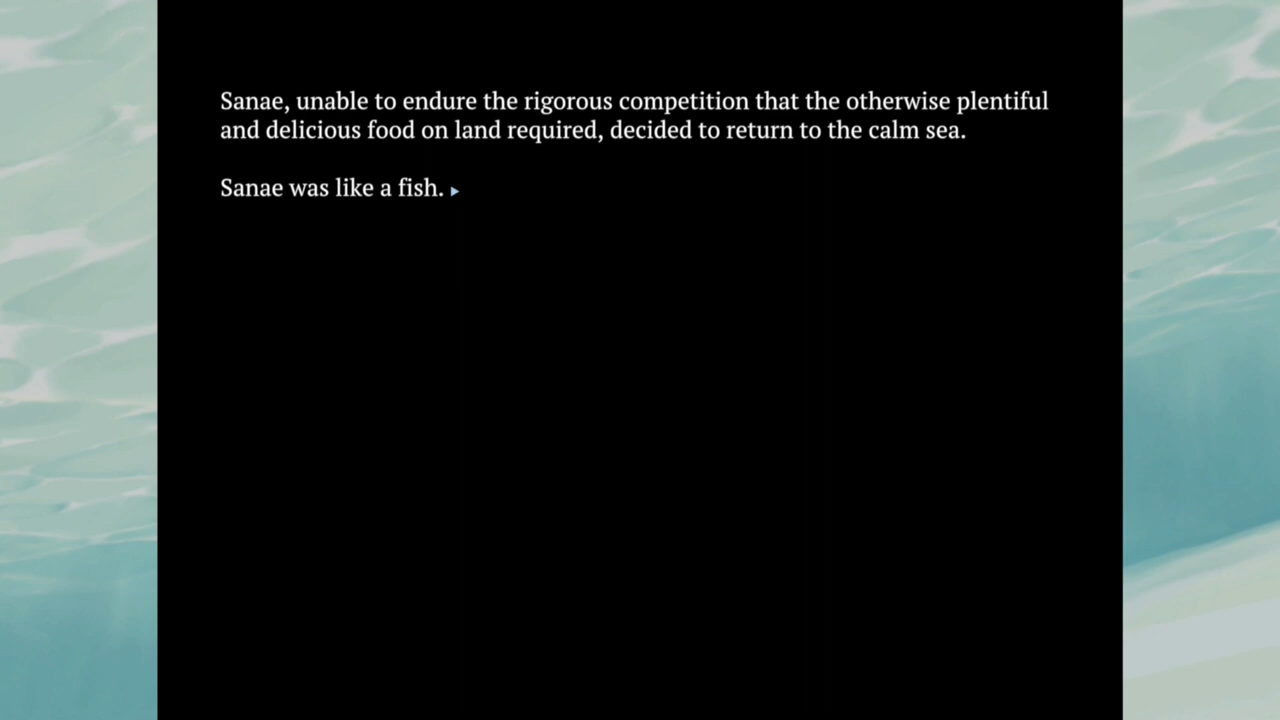 Sanae, unable to endure the rigorous competition that the otherwise plentiful
and delicious food on land required, decided to return to the calm sea.
Sanae was like a fish.